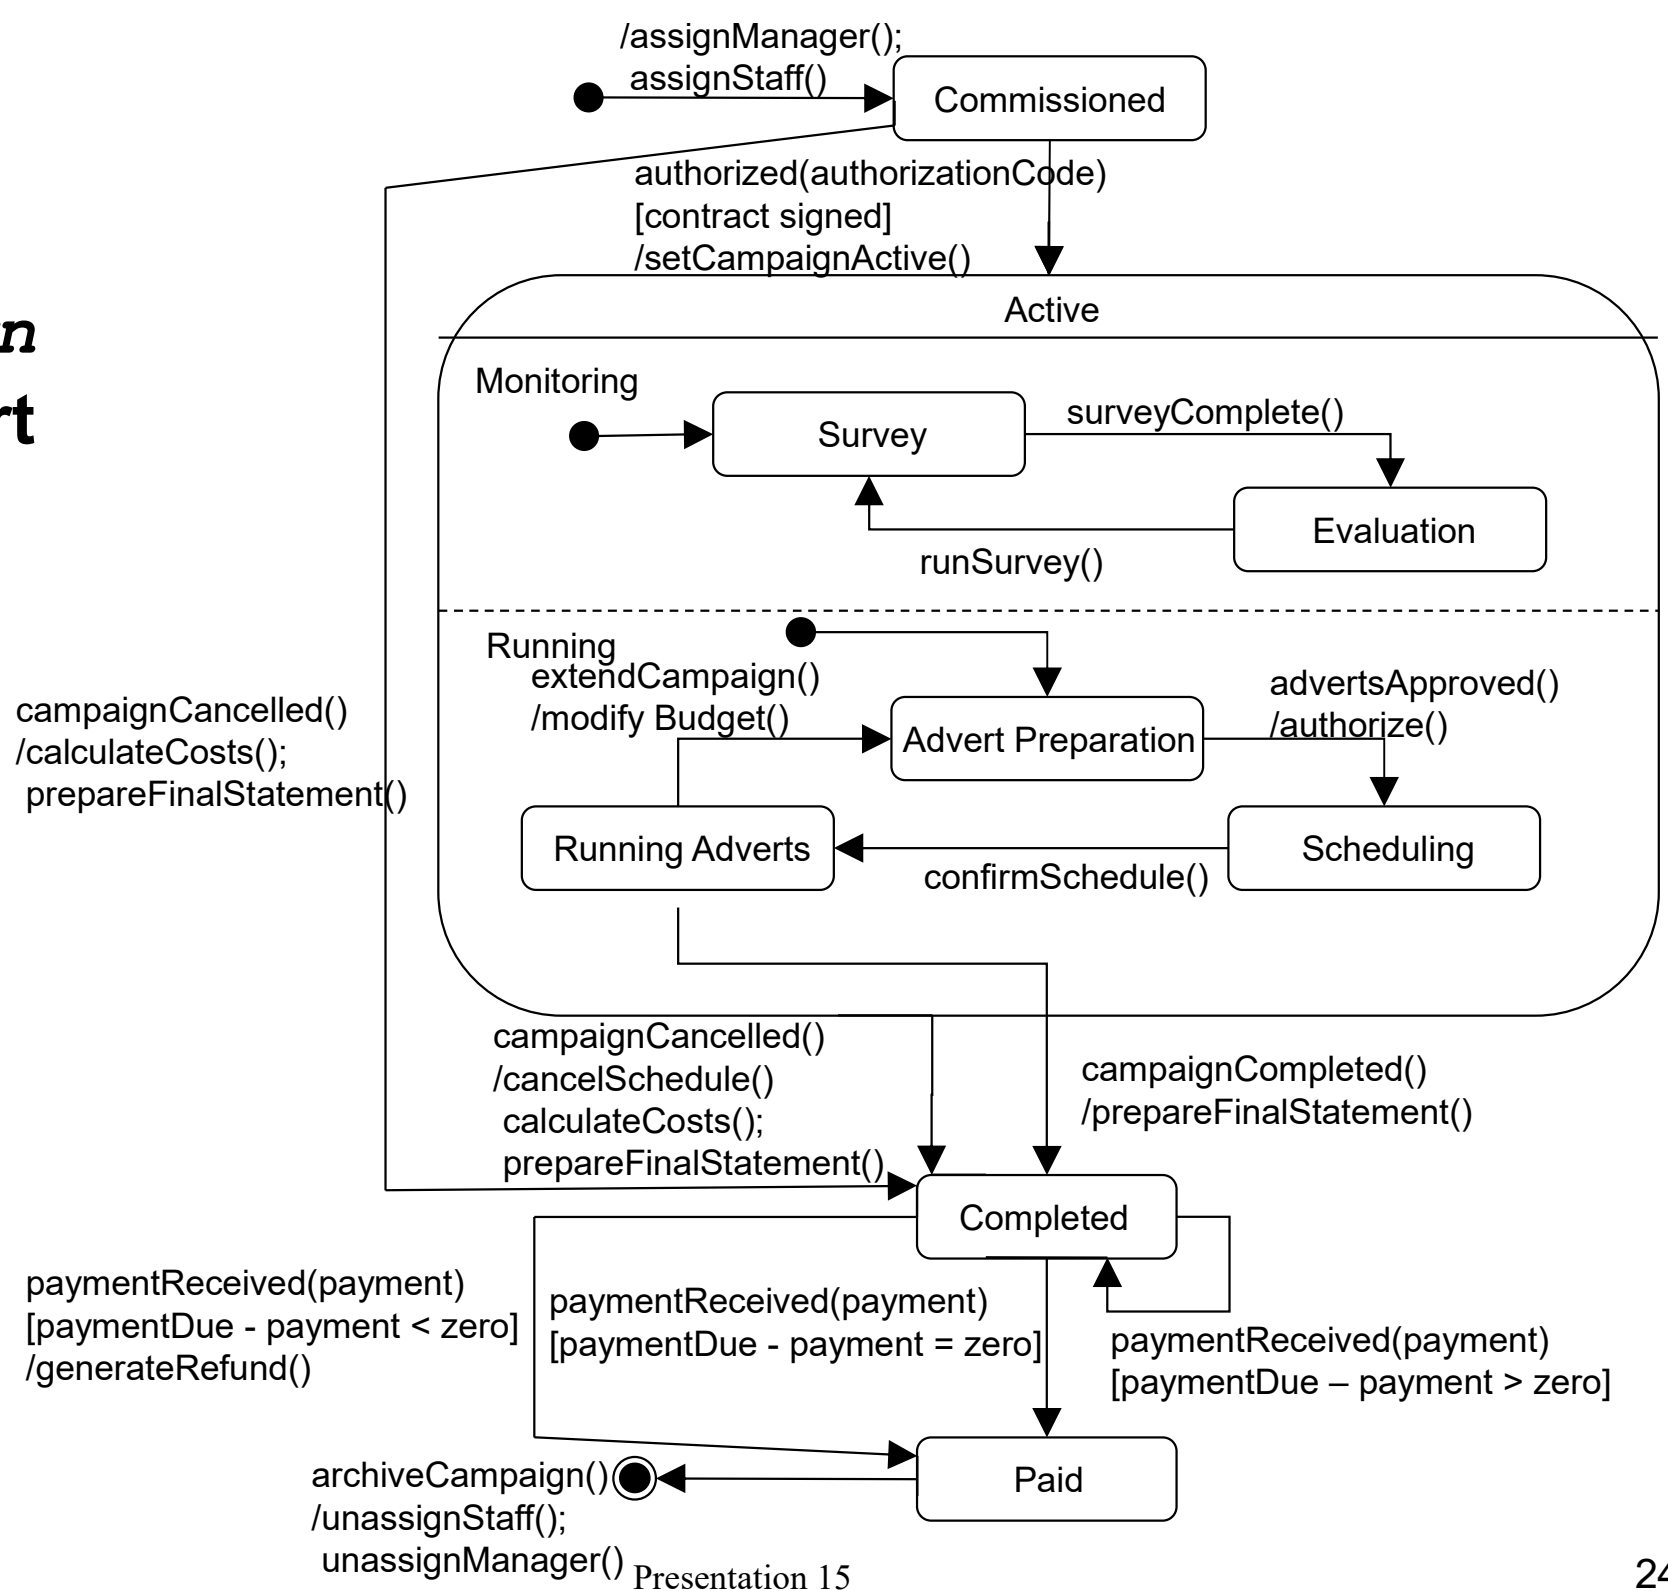 /assignManager();
assignStaff()
Commissioned
authorized(authorizationCode)
[contract signed]
/setCampaignActive()
Active
Monitoring
Survey
surveyComplete()
Evaluation
runSurvey()
Running
extendCampaign()
/modify Budget()
Advert Preparation
advertsApproved()
/authorize()
campaignCancelled()
/calculateCosts();
prepareFinalStatement()
Running Adverts
Scheduling
confirmSchedule()
campaignCancelled()
/cancelSchedule()
calculateCosts();
prepareFinalStatement()
campaignCompleted()
/prepareFinalStatement()
Completed
paymentReceived(payment)
[paymentDue - payment < zero]
/generateRefund()
paymentReceived(payment)
[paymentDue - payment = zero]
paymentReceived(payment)
[paymentDue – payment > zero]
archiveCampaign()
/unassignStaff();
unassignManager()
Paid
Presentation 15